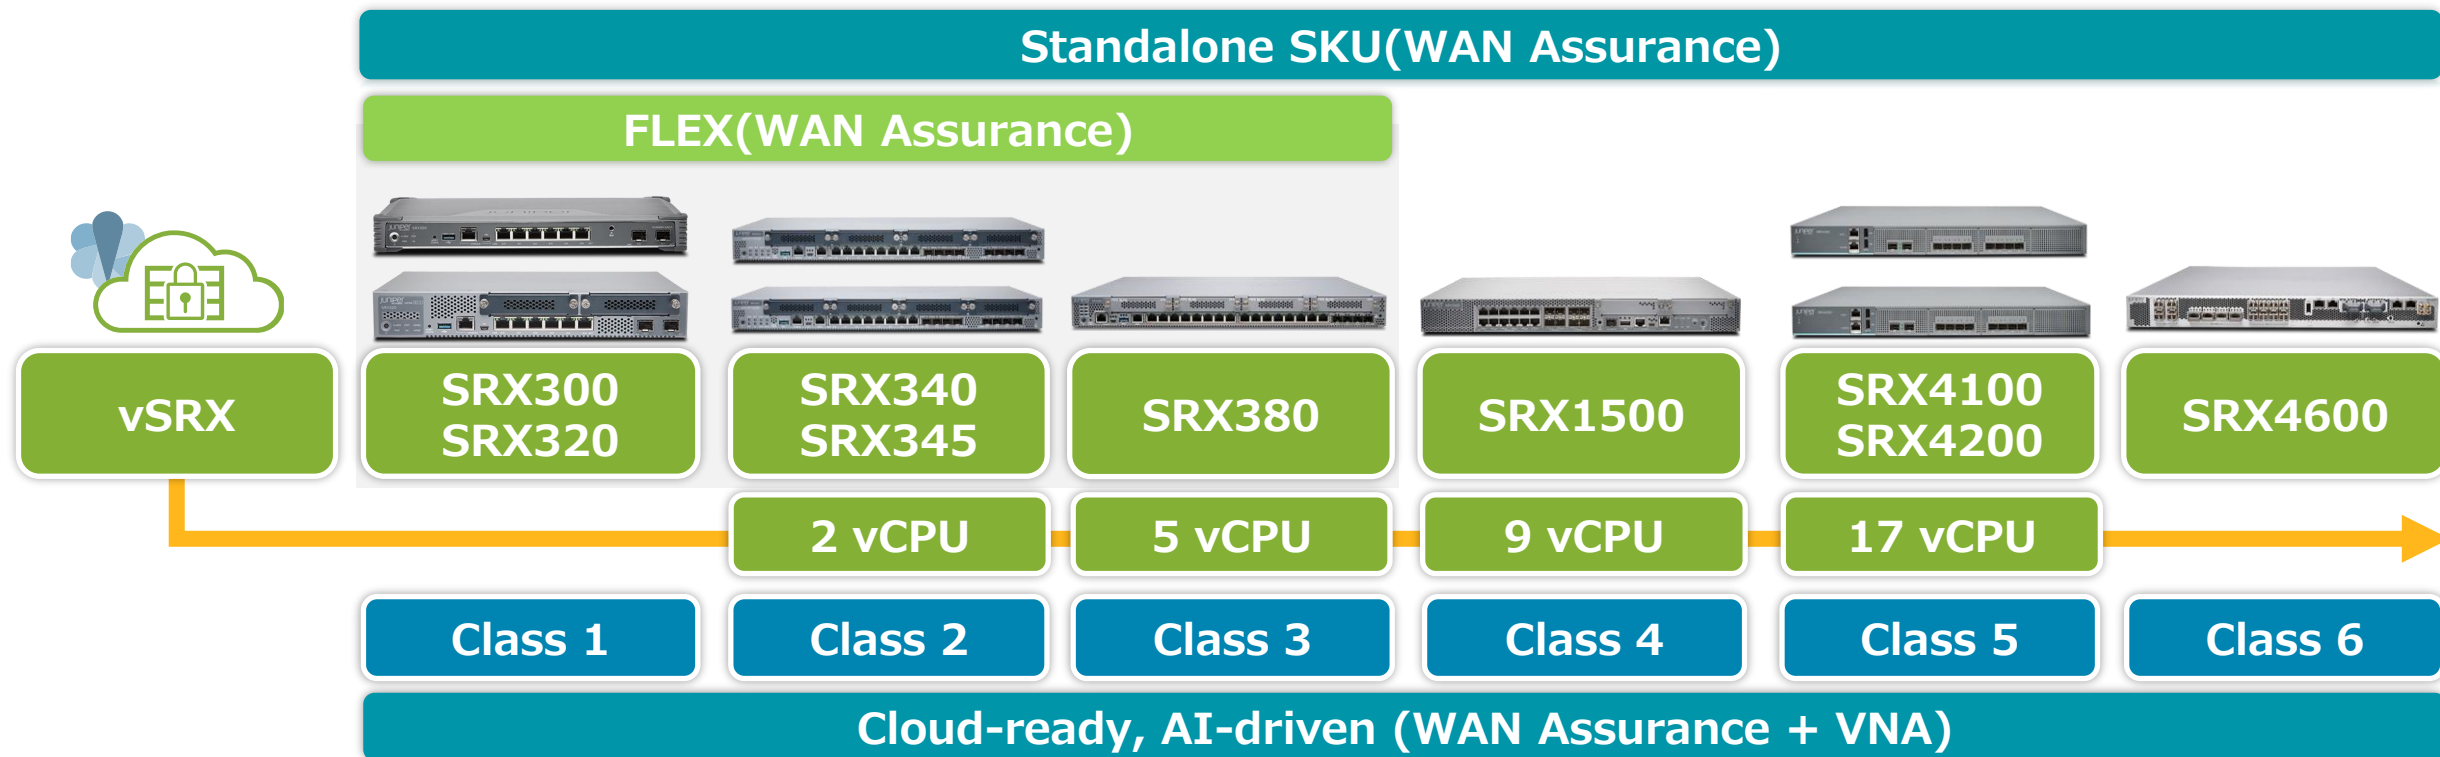 Standalone SKU(WAN Assurance)
FLEX(WAN Assurance)
vSRX
SRX300
SRX320
SRX340
SRX345
SRX380
SRX1500
SRX4100
SRX4200
SRX4600
2 vCPU
5 vCPU
9 vCPU
17 vCPU
Class 1
Class 2
Class 3
Class 4
Class 5
Class 6
Cloud-ready, AI-driven (WAN Assurance + VNA)